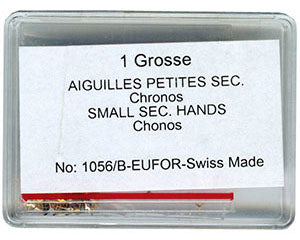 1 Grosse
AIGUILLES PETITES SEC.
Chronos
SMALL SEC. HANDS
Chonos
No: 1056/B-EUFOR-Swiss Made